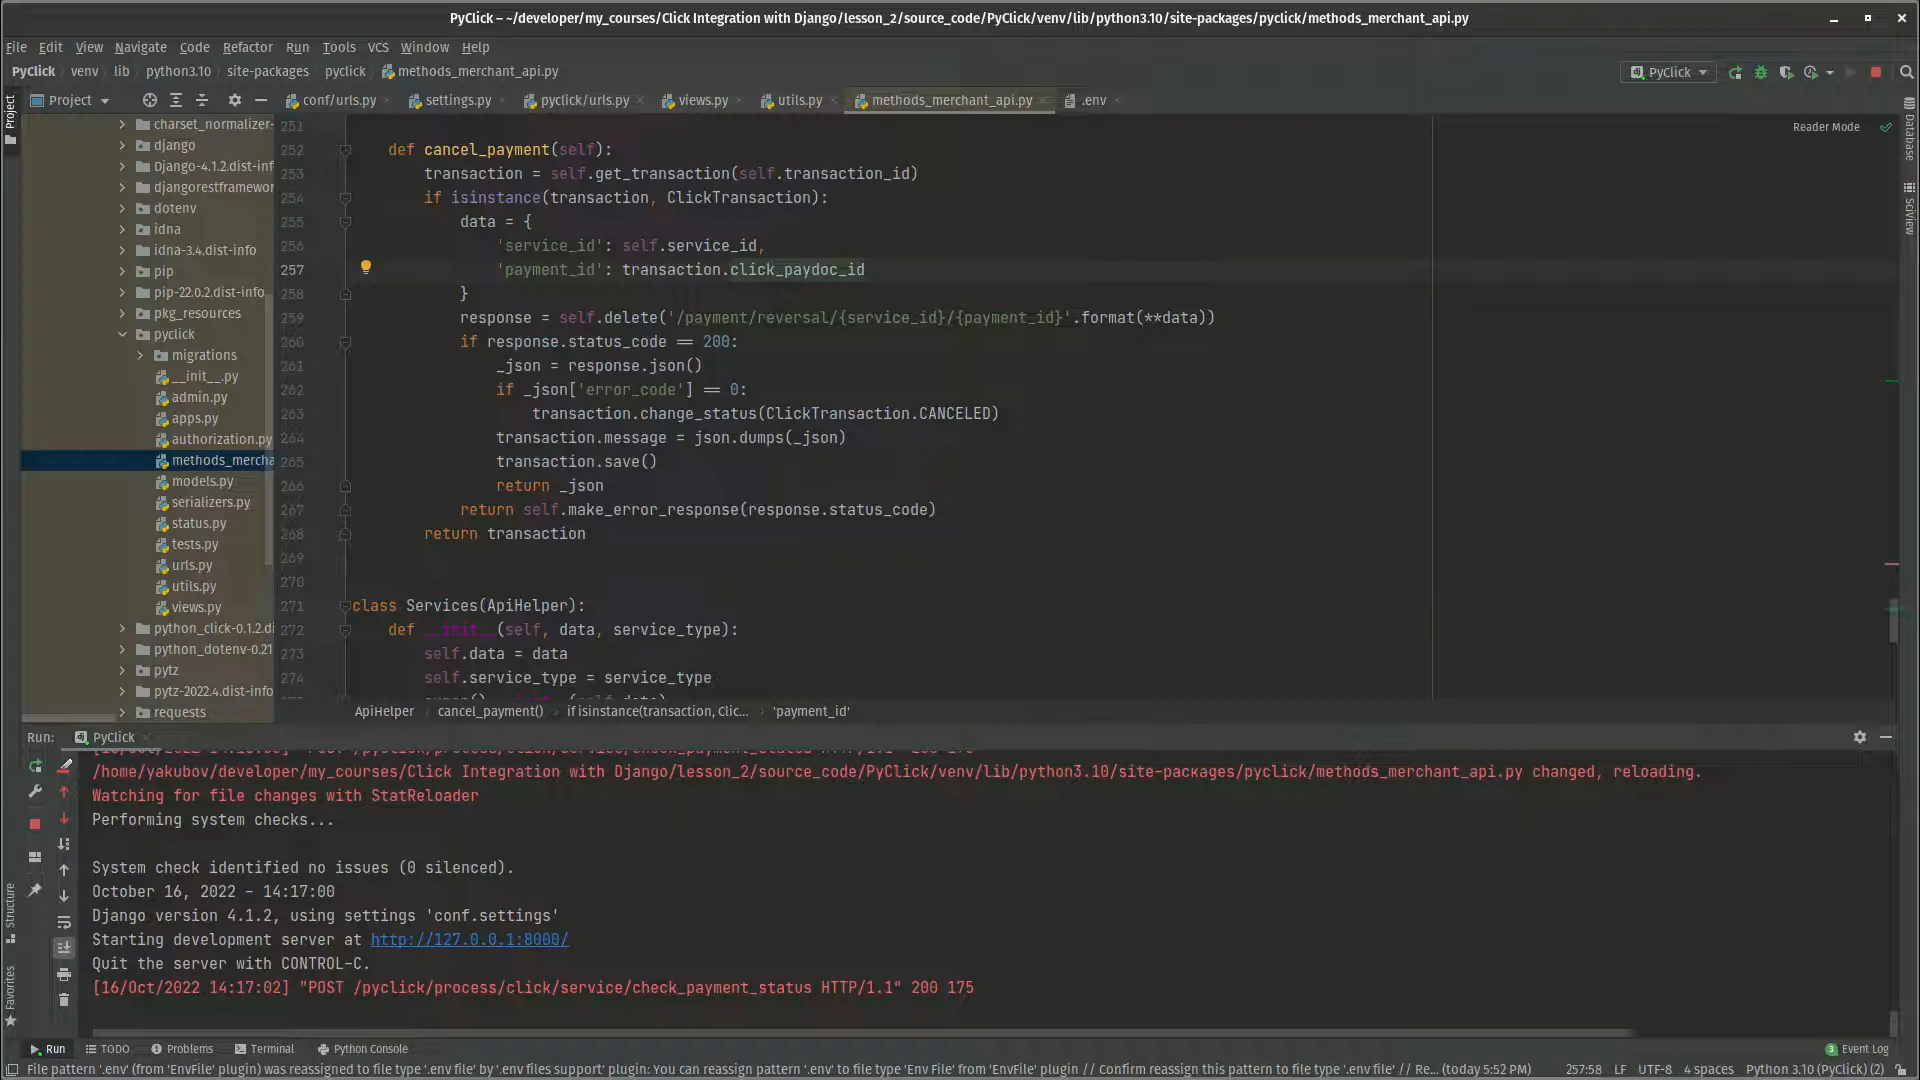 PyClick – ~/developer/my_courses/Click Integration with Django/lesson_2/source_code/PyClick/venv/lib/python3.10/site-packages/pyclick/methods_merchant_api.py
File Edit View Navigate Code Refactor Run Tools VCS Window Help
PyClick venv lib python3.10 site-packages pyclick methods_merchant_api.py
PyClick
Project
conf/urls.py settings.py pyclick/urls.py views.py utils.py methods_merchant_api.py .env
Project
Database
SciView
Reader Mode
charset_normalizer-
django
Django-4.1.2.dist-inf
djangorestframewor
dotenv
idna
idna-3.4.dist-info
pip
pip-22.0.2.dist-info
pkg_resources
pyclick
migrations
__init__.py
admin.py
apps.py
authorization.py
methods_mercha
models.py
serializers.py
status.py
tests.py
urls.py
utils.py
views.py
python_click-0.1.2.di
python_dotenv-0.21
pytz
pytz-2022.4.dist-info
requests
251
252 def cancel_payment(self):
253 transaction = self.get_transaction(self.transaction_id)
254 if isinstance(transaction, ClickTransaction):
255 data = {
256 'service_id': self.service_id,
257 'payment_id': transaction.click_paydoc_id
258 }
259 response = self.delete('/payment/reversal/{service_id}/{payment_id}'.format(**data))
260 if response.status_code == 200:
261 _json = response.json()
262 if _json['error_code'] == 0:
263 transaction.change_status(ClickTransaction.CANCELED)
264 transaction.message = json.dumps(_json)
265 transaction.save()
266 return _json
267 return self.make_error_response(response.status_code)
268 return transaction
269
270
271 class Services(ApiHelper):
272 def __init__(self, data, service_type):
273 self.data = data
274 self.service_type = service_type
ApiHelper cancel_payment() if isinstance(transaction, Clic... 'payment_id'
Run: PyClick
/home/yakubov/developer/my_courses/Click Integration with Django/lesson_2/source_code/PyClick/venv/lib/python3.10/site-packages/pyclick/methods_merchant_api.py changed, reloading.
Watching for file changes with StatReloader
Performing system checks...
System check identified no issues (0 silenced).
October 16, 2022 - 14:17:00
Django version 4.1.2, using settings 'conf.settings'
Starting development server at http://127.0.0.1:8000/
Quit the server with CONTROL-C.
[16/Oct/2022 14:17:02] "POST /pyclick/process/click/service/check_payment_status HTTP/1.1" 200 175
Structure
Favorites
Run TODO Problems Terminal Python Console
3 Event Log
File pattern '.env' (from 'EnvFile' plugin) was reassigned to file type '.env file' by '.env files support' plugin: You can reassign pattern '.env' to file type 'Env File' from 'EnvFile' plugin // Confirm reassign this pattern to file type '.env file' // Re... (today 5:52 PM) 257:58 LF UTF-8 4 spaces Python 3.10 (PyClick) (2)